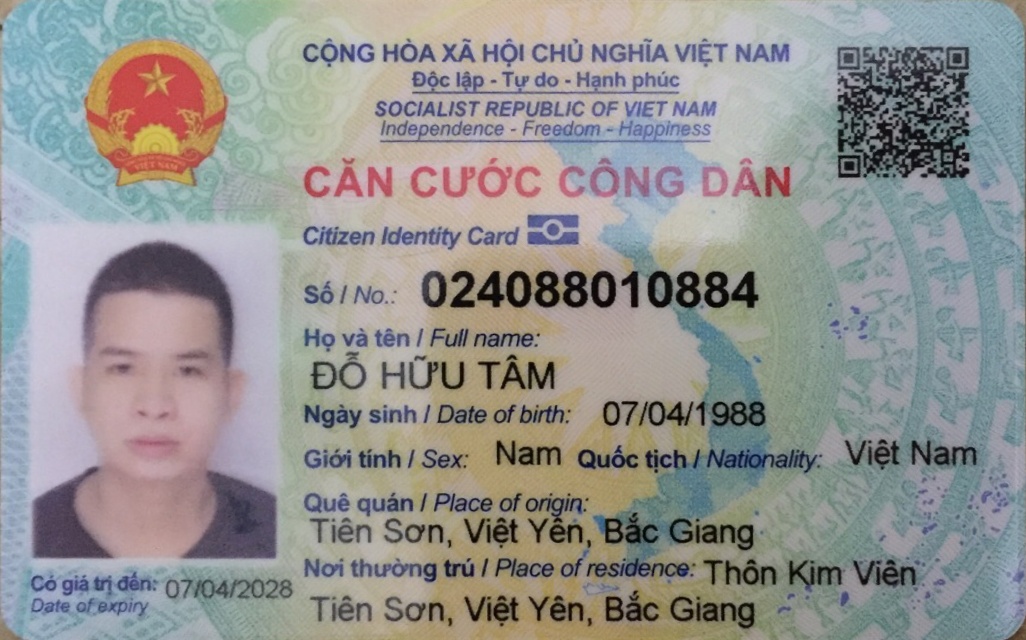 CỘNG HÒA XÃ HỘI CHỦ NGHĨA VIỆT NAM
Độc lập - Tự do - Hạnh phúc
SOCIALIST REPUBLIC OF VIET NAM
Independence - Freedom - Happiness
CĂN CƯỚC CÔNG DÂN
Citizen Identity Card
Số / No.: 024088010884
Họ và tên / Full name:
ĐỖ HỮU TÂM
Ngày sinh / Date of birth: 07/04/1988
Giới tính / Sex: Nam Quốc tịch / Nationality: Việt Nam
Quê quán / Place of origin:
Tiên Sơn, Việt Yên, Bắc Giang
Nơi thường trú / Place of residence: Thôn Kim Viên
Tiên Sơn, Việt Yên, Bắc Giang
Có giá trị đến: 07/04/2028
Date of expiry
VIỆT NAM